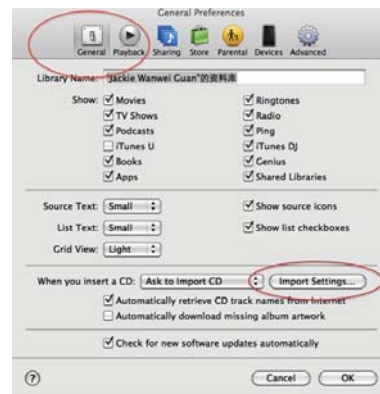 General Preferences
General Playback Sharing Store Parental Devices Advanced
Library Name: "Jackie Wanwei Guan"的資料庫
Show: Movies Ringtones
TV Shows Radio
Podcasts Ping
iTunes U iTunes DJ
Books Genius
Apps Shared Libraries
Source Text: Small Show source icons
List Text: Small Show list checkboxes
Grid View: Light
When you insert a CD: Ask to Import CD Import Settings...
Automatically retrieve CD track names from Internet
Automatically download missing album artwork
Check for new software updates automatically
? Cancel OK